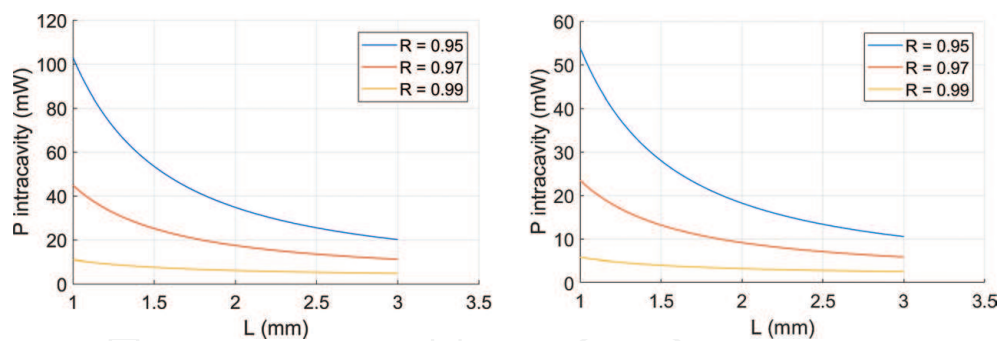 120
100
80
60
40
20
0
P intracavity (mW)
R = 0.95
R = 0.97
R = 0.99
1
1.5
2
2.5
3
3.5
L (mm)
60
50
40
30
20
10
0
P intracavity (mW)
R = 0.95
R = 0.97
R = 0.99
1
1.5
2
2.5
3
3.5
L (mm)